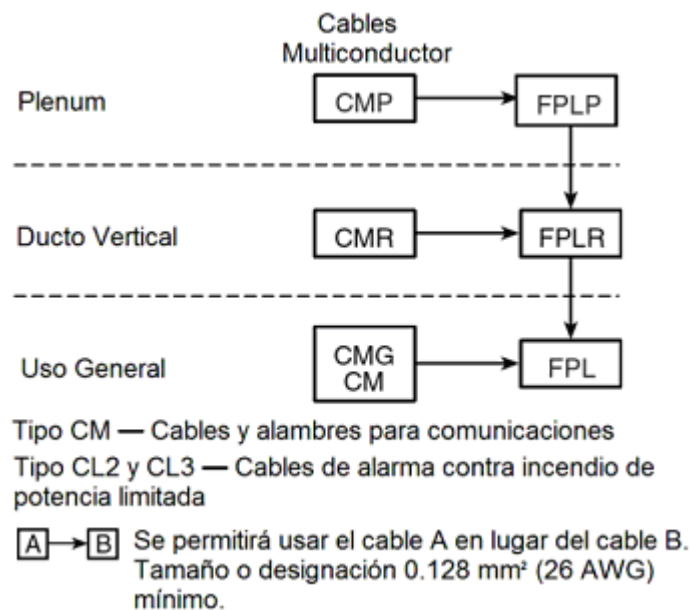 Cables
Multiconductor
Plenum
CMP
FPLP
Ducto Vertical
CMR
FPLR
Uso General
CMG
CM
FPL
Tipo CM — Cables y alambres para comunicaciones
Tipo CL2 y CL3 — Cables de alarma contra incendio de
potencia limitada
A
B
Se permitirá usar el cable A en lugar del cable B.
Tamaño o designación 0.128 mm² (26 AWG)
mínimo.